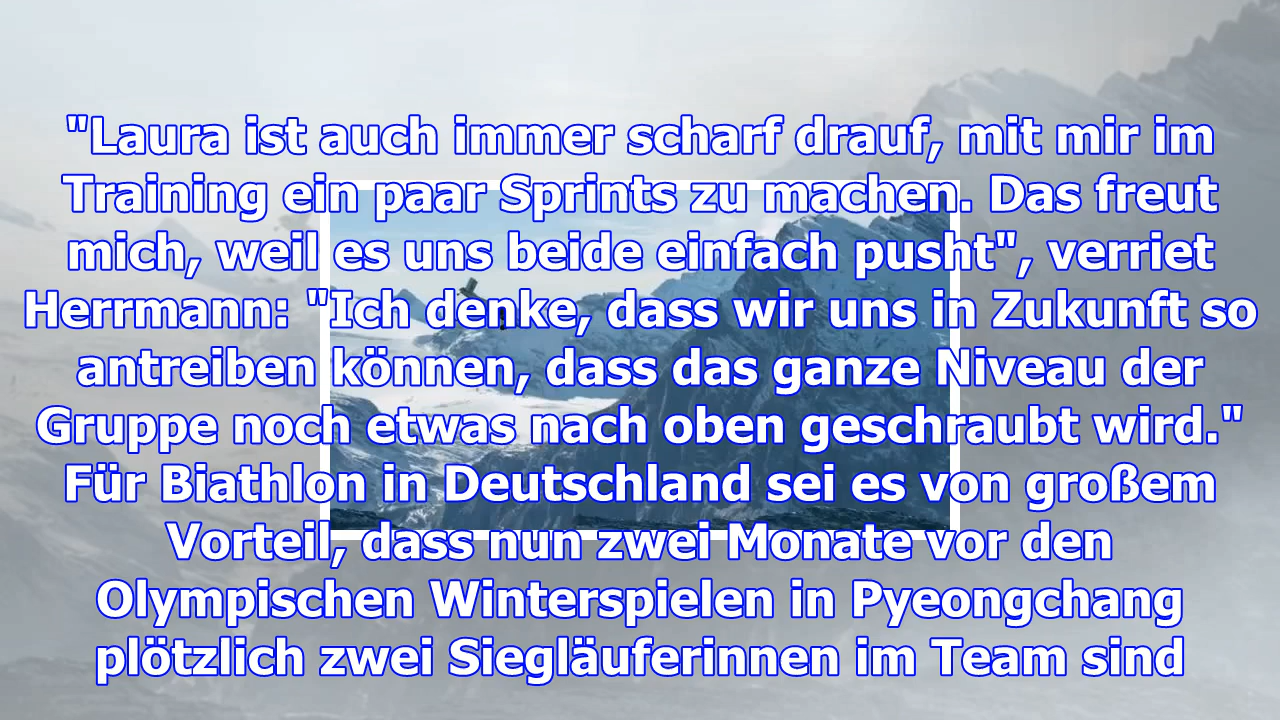 "Laura ist auch immer scharf drauf, mit mir im
Training ein paar Sprints zu machen. Das freut
mich, weil es uns beide einfach pusht", verriet
Herrmann: "Ich denke, dass wir uns in Zukunft so
antreiben können, dass das ganze Niveau der
Gruppe noch etwas nach oben geschraubt wird."
Für Biathlon in Deutschland sei es von großem
Vorteil, dass nun zwei Monate vor den
Olympischen Winterspielen in Pyeongchang
plötzlich zwei Siegläuferinnen im Team sind